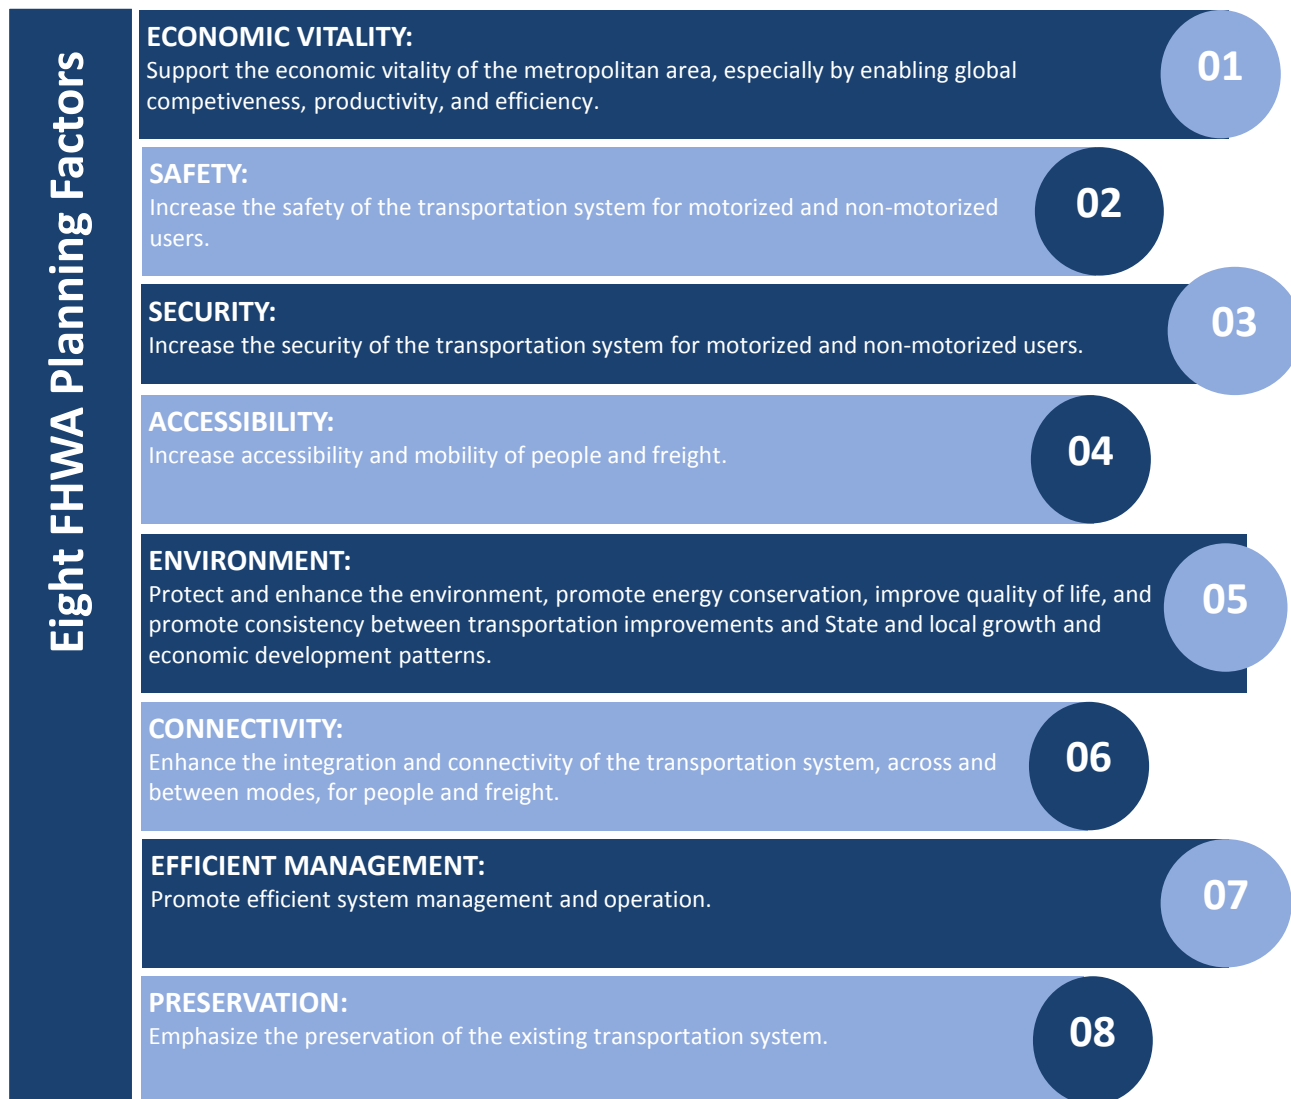 Eight FHWA Planning Factors
ECONOMIC VITALITY:
Support the economic vitality of the metropolitan area, especially by enabling global
competiveness, productivity, and efficiency.
01
SAFETY:
Increase the safety of the transportation system for motorized and non-motorized
users.
02
SECURITY:
Increase the security of the transportation system for motorized and non-motorized users.
03
ACCESSIBILITY:
Increase accessibility and mobility of people and freight.
04
ENVIRONMENT:
Protect and enhance the environment, promote energy conservation, improve quality of life, and
promote consistency between transportation improvements and State and local growth and
economic development patterns.
05
CONNECTIVITY:
Enhance the integration and connectivity of the transportation system, across and
between modes, for people and freight.
06
EFFICIENT MANAGEMENT:
Promote efficient system management and operation.
07
PRESERVATION:
Emphasize the preservation of the existing transportation system.
08